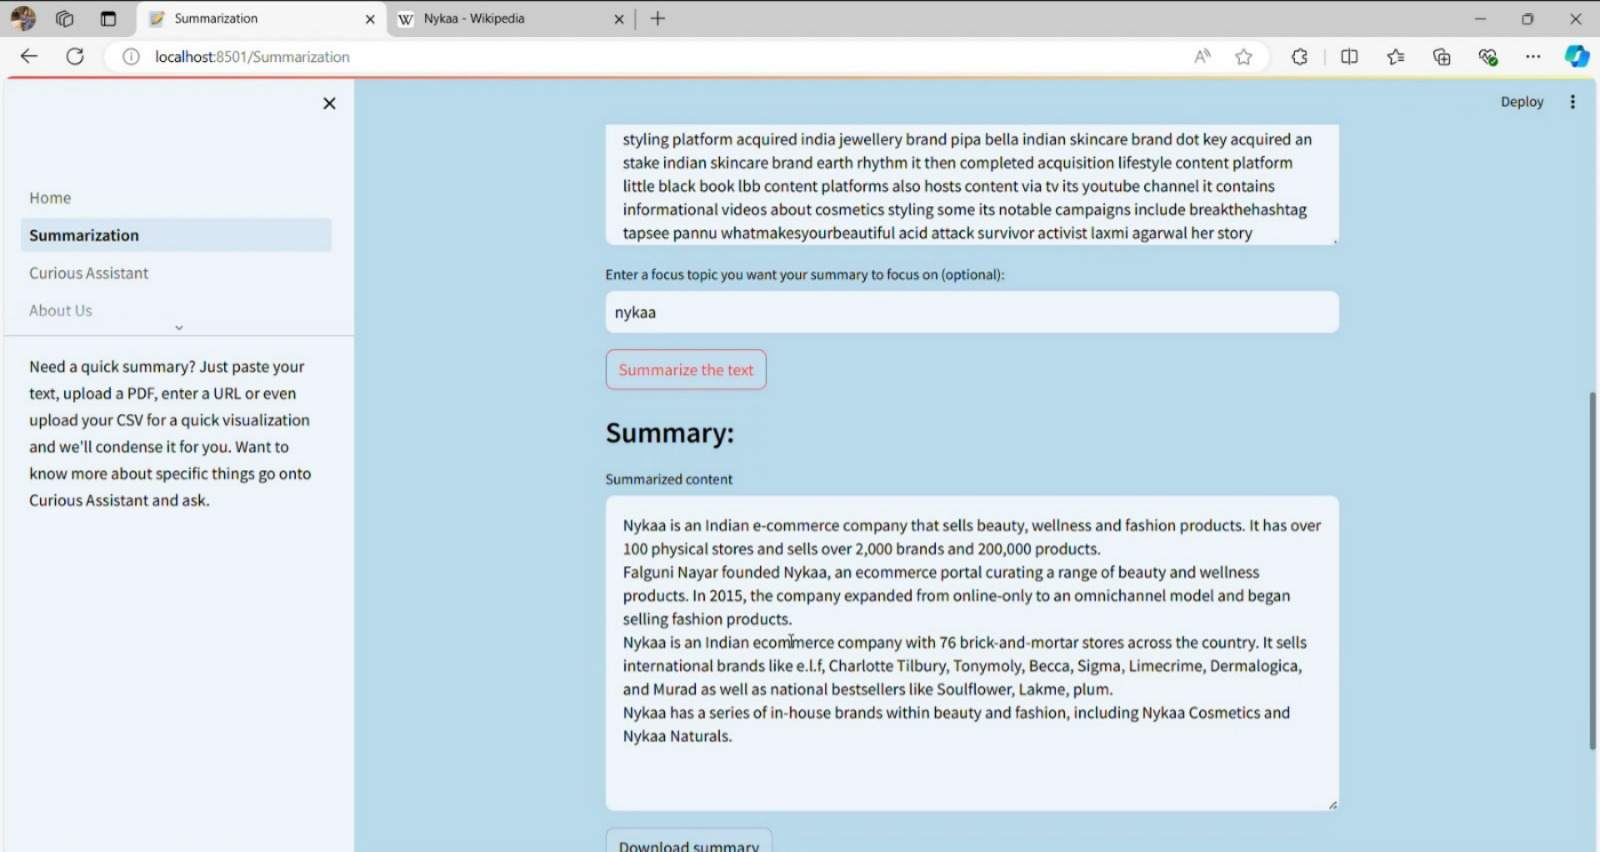 Summarization
Nykaa - Wikipedia
localhost:8501/Summarization
Deploy
Home
Summarization
Curious Assistant
About Us
Need a quick summary? Just paste your
text, upload a PDF, enter a URL or even
upload your CSV for a quick visualization
and we'll condense it for you. Want to
know more about specific things go onto
Curious Assistant and ask.
styling platform acquired india jewellery brand pipa bella indian skincare brand dot key acquired an
stake indian skincare brand earth rhythm it then completed acquisition lifestyle content platform
little black book lbb content platforms also hosts content via tv its youtube channel it contains
informational videos about cosmetics styling some its notable campaigns include breakthehashtag
tapsee pannu whatmakesyourbeautiful acid attack survivor activist laxmi agarwal her story
Enter a focus topic you want your summary to focus on (optional):
nykaa
Summarize the text
Summary:
Summarized content
Nykaa is an Indian e-commerce company that sells beauty, wellness and fashion products. It has over
100 physical stores and sells over 2,000 brands and 200,000 products.
Falguni Nayar founded Nykaa, an ecommerce portal curating a range of beauty and wellness
products. In 2015, the company expanded from online-only to an omnichannel model and began
selling fashion products.
Nykaa is an Indian ecommerce company with 76 brick-and-mortar stores across the country. It sells
international brands like e.l.f, Charlotte Tilbury, Tonymoly, Becca, Sigma, Limecrime, Dermalogica,
and Murad as well as national bestsellers like Soulflower, Lakme, plum.
Nykaa has a series of in-house brands within beauty and fashion, including Nykaa Cosmetics and
Nykaa Naturals.
Download summary